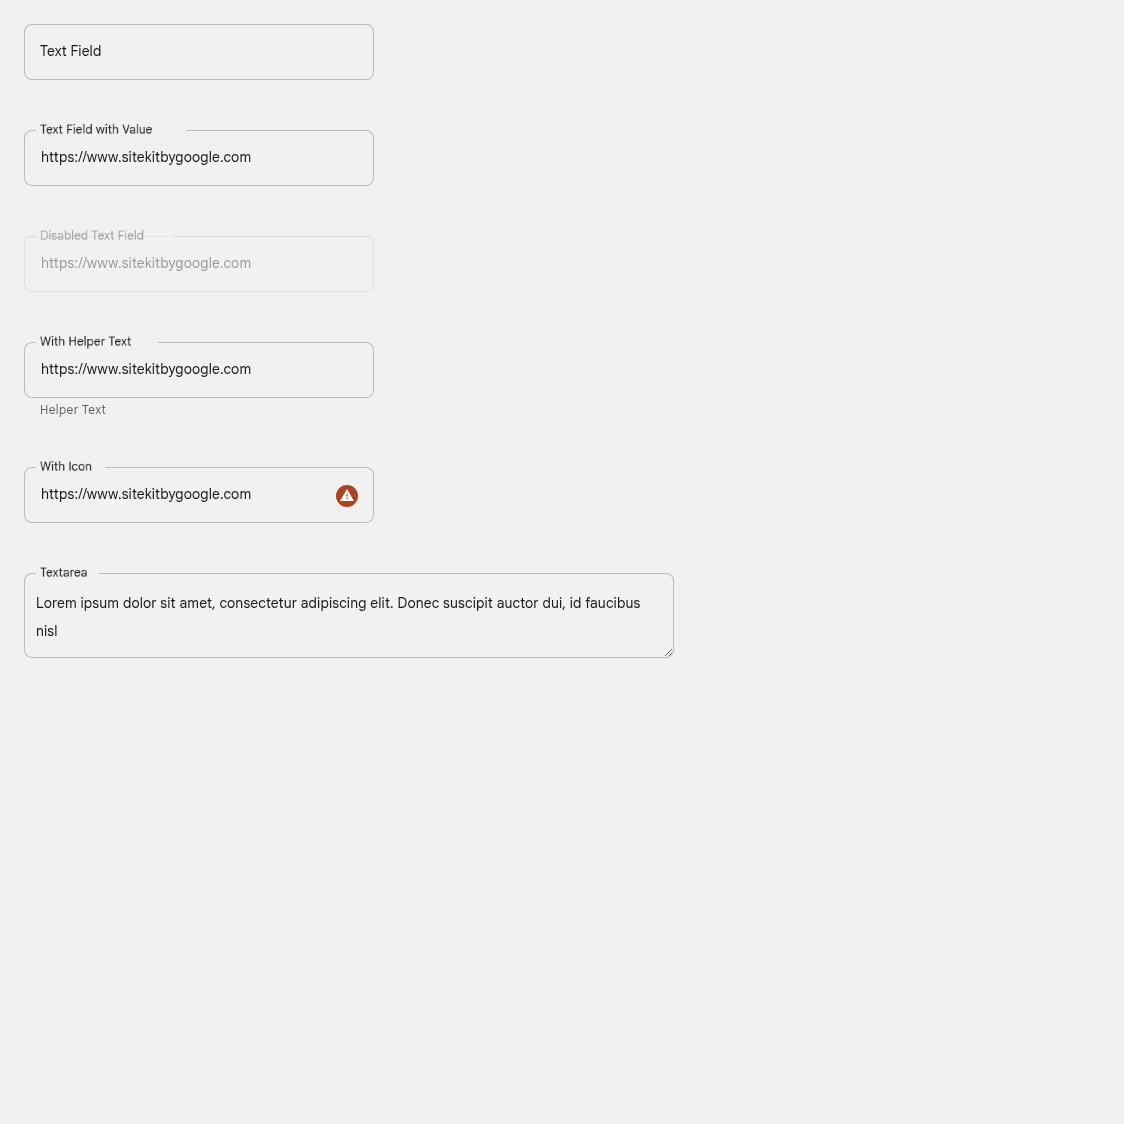 Text Field
Text Field with Value
https://www.sitekitbygoogle.com
Disabled Text Field
https://www.sitekitbygoogle.com
With Helper Text
https://www.sitekitbygoogle.com
Helper Text
With Icon
https://www.sitekitbygoogle.com
Textarea
Lorem ipsum dolor sit amet, consectetur adipiscing elit. Donec suscipit auctor dui, id faucibus
nisl